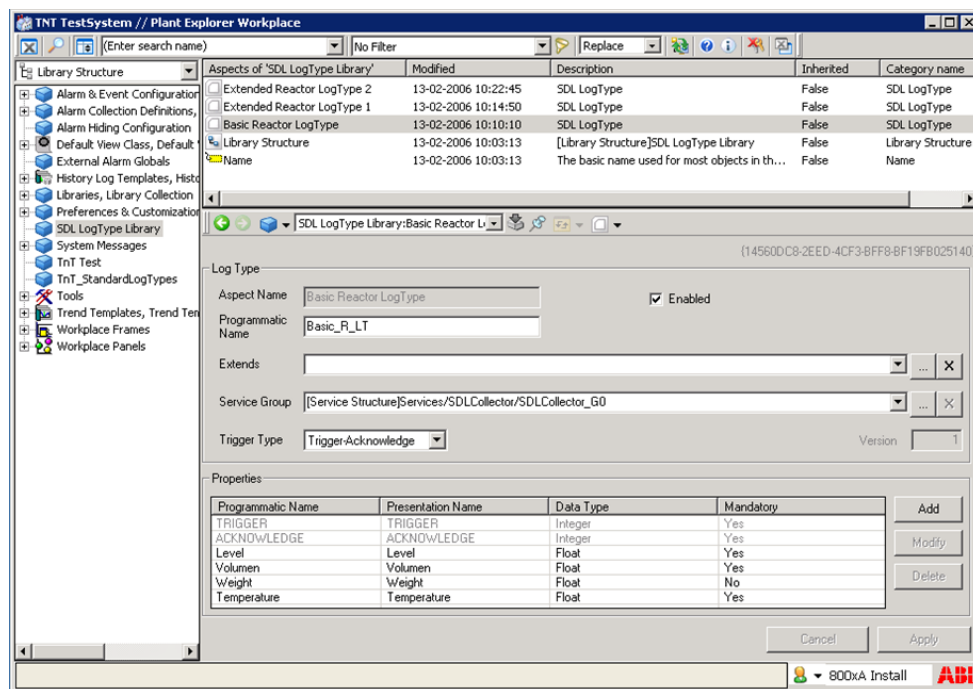 TNT TestSystem // Plant Explorer Workplace
(Enter search name) No Filter Replace
Library Structure
Alarm & Event Configuration
Alarm Collection Definitions,
Alarm Hiding Configuration
Default View Class, Default
External Alarm Globals
History Log Templates, Histo
Libraries, Library Collection
Preferences & Customization
SDL LogType Library
System Messages
TnT Test
TnT_StandardLogTypes
Tools
Trend Templates, Trend Ten
Workplace Frames
Workplace Panels
Aspects of 'SDL LogType Library' Modified Description Inherited Category name
Extended Reactor LogType 2 13-02-2006 10:22:45 SDL LogType False SDL LogType
Extended Reactor LogType 1 13-02-2006 10:14:50 SDL LogType False SDL LogType
Basic Reactor LogType 13-02-2006 10:10:10 SDL LogType False SDL LogType
Library Structure 13-02-2006 10:03:13 [Library Structure]SDL LogType Library False Library Structure
Name 13-02-2006 10:03:13 The basic name used for most objects in th... False Name
SDL LogType Library:Basic Reactor L
{14560DC8-2EED-4CF3-BFF8-BF19FB025140
Log Type
Aspect Name Basic Reactor LogType Enabled
Programmatic
Name Basic_R_LT
Extends ...
Service Group [Service Structure]Services/SDLCollector/SDLCollector_G0 ...
Trigger Type Trigger-Acknowledge Version 1
Properties
Programmatic Name Presentation Name Data Type Mandatory Add
TRIGGER TRIGGER Integer Yes
ACKNOWLEDGE ACKNOWLEDGE Integer Yes Modify
Level Level Float Yes
Volumen Volumen Float Yes
Weight Weight Float No Delete
Temperature Temperature Float Yes
Cancel Apply
800xA Install ABB